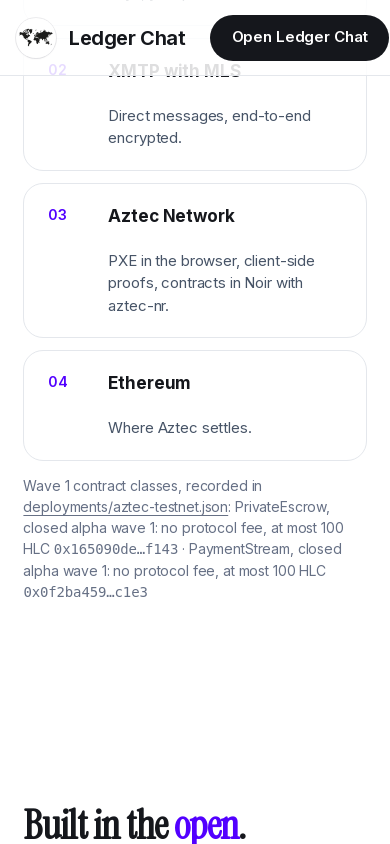 Ledger Chat
Open Ledger Chat
02
XMTP with MLS
Direct messages, end-to-end
encrypted.
03
Aztec Network
PXE in the browser, client-side
proofs, contracts in Noir with
aztec-nr.
04
Ethereum
Where Aztec settles.
Wave 1 contract classes, recorded in
deployments/aztec-testnet.json: PrivateEscrow,
closed alpha wave 1: no protocol fee, at most 100
HLC 0x165090de…f143 · PaymentStream, closed
alpha wave 1: no protocol fee, at most 100 HLC
0x0f2ba459…c1e3
Built in the open.